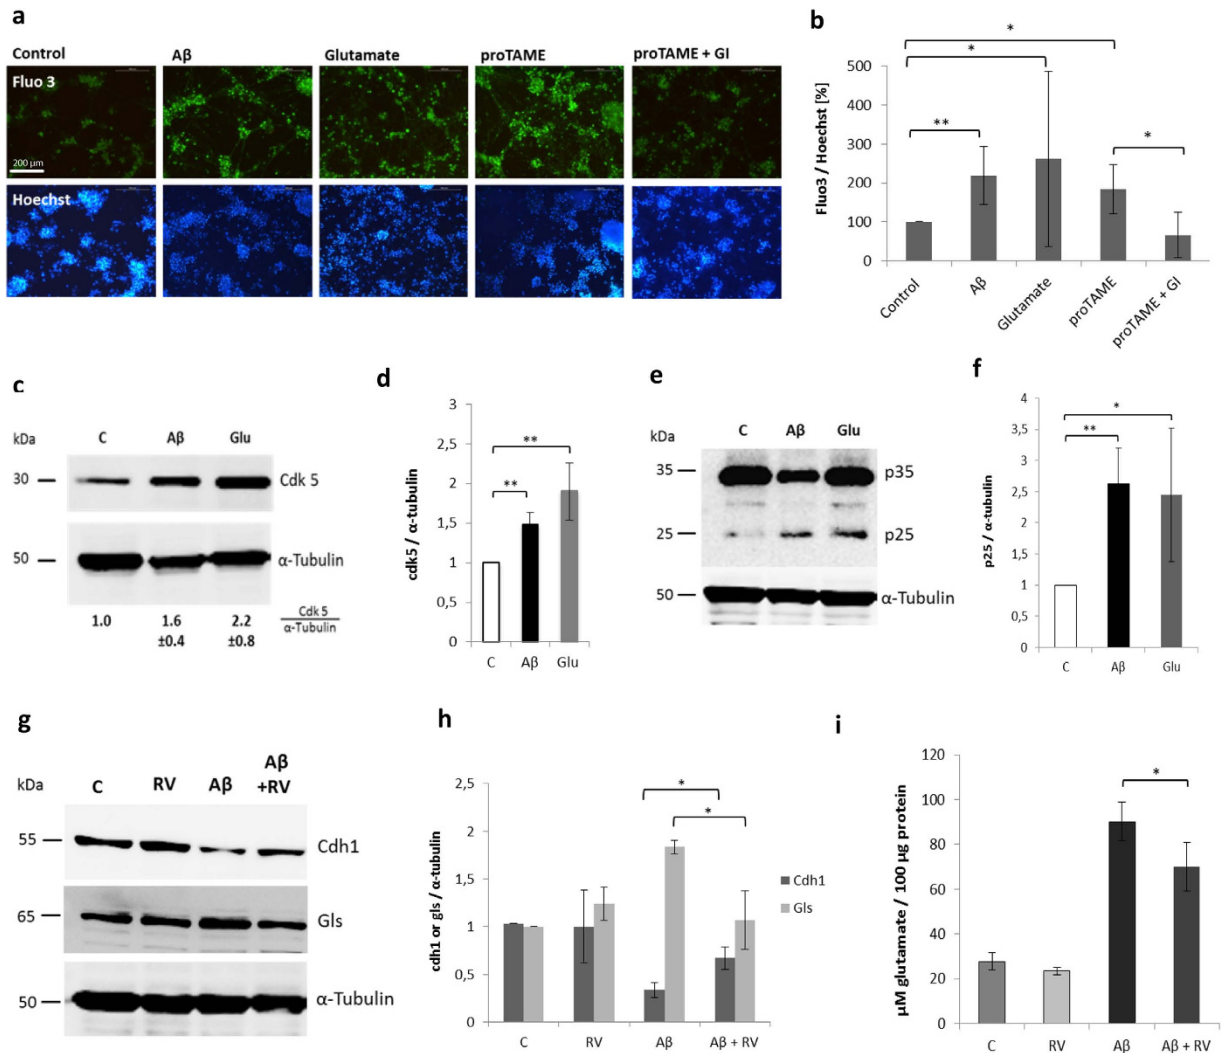 a
Control Aβ Glutamate proTAME proTAME + GI
Fluo 3
200 µm
Hoechst
b
Fluo3 / Hoechst [%]
500
450
400
350
300
250
200
150
100
50
0
* * ** *
Control Aβ Glutamate proTAME proTAME + GI
c
kDa C Aβ Glu
30 Cdk 5
50 α-Tubulin
1.0 1.6 2.2 Cdk 5
±0.4 ±0.8 α-Tubulin
d
cdk5 / α-tubulin
3
2,5
2
1,5
1
0,5
0
** **
C Aβ Glu
e
kDa C Aβ Glu
35 p35
25 p25
50 α-Tubulin
f
p25 / α-tubulin
4
3,5
3
2,5
2
1,5
1
0,5
0
* **
C Aβ Glu
g
kDa C RV Aβ Aβ
+RV
55 Cdh1
65 Gls
50 α-Tubulin
h
cdh1 or gls / α-tubulin
2,5
2
1,5
1
0,5
0
* *
Cdh1
Gls
C RV Aβ Aβ + RV
i
µM glutamate / 100 µg protein
120
100
80
60
40
20
0
*
C RV Aβ Aβ + RV